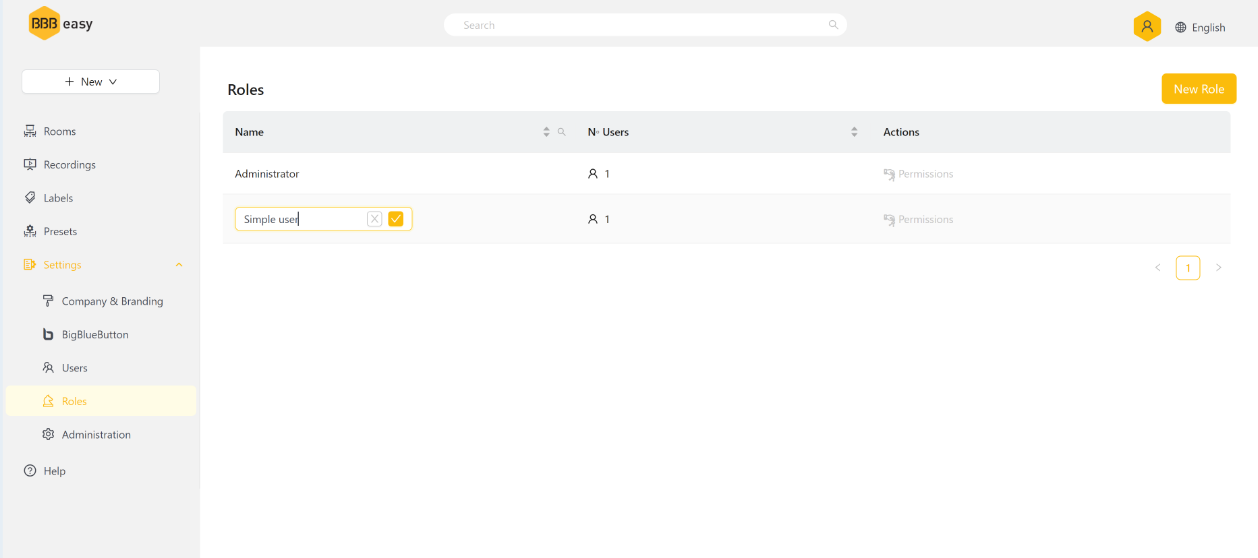 BBB easy
Search
English
New
Rooms
Recordings
Labels
Presets
Settings
Company & Branding
BigBlueButton
Users
Roles
Administration
Help
Roles
New Role
Name
N° Users
Actions
Administrator
1
Permissions
Simple user
X
1
Permissions
1